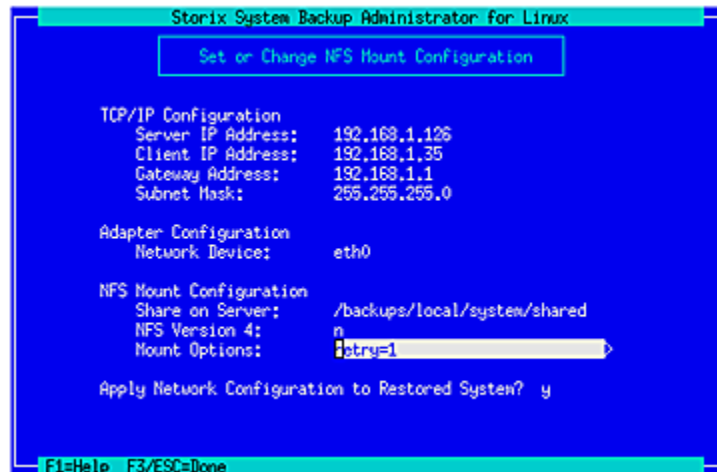 Storix System Backup Administrator for Linux
Set or Change NFS Mount Configuration
TCP/IP Configuration
Server IP Address: 192.168.1.126
Client IP Address: 192.168.1.35
Gateway Address: 192.168.1.1
Subnet Mask: 255.255.255.0
Adapter Configuration
Network Device: eth0
NFS Mount Configuration
Share on Server: /backups/local/system/shared
NFS Version 4: n
Mount Options: retry=1
Apply Network Configuration to Restored System? y
F1=Help F3/ESC=Done